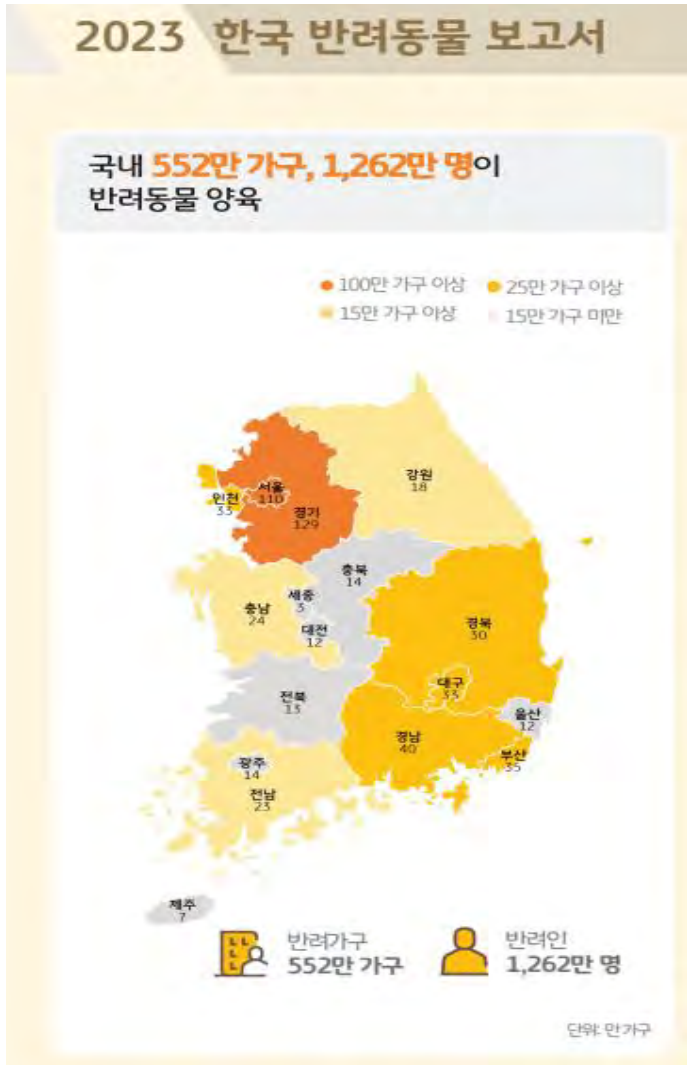 2023 한국 반려동물 보고서
국내 552만 가구, 1,262만 명이
반려동물 양육
100만 가구 이상 25만 가구 이상
15만 가구 이상 15만 가구 미만
강원
18
서울
110
인천
33
경기
129
충북
14
세종
3
충남
24
대전
12
경북
30
대구
33
전북
13
울산
12
경남
40
부산
35
광주
14
전남
23
제주
7
반려가구
552만 가구
반려인
1,262만 명
단위: 만 가구